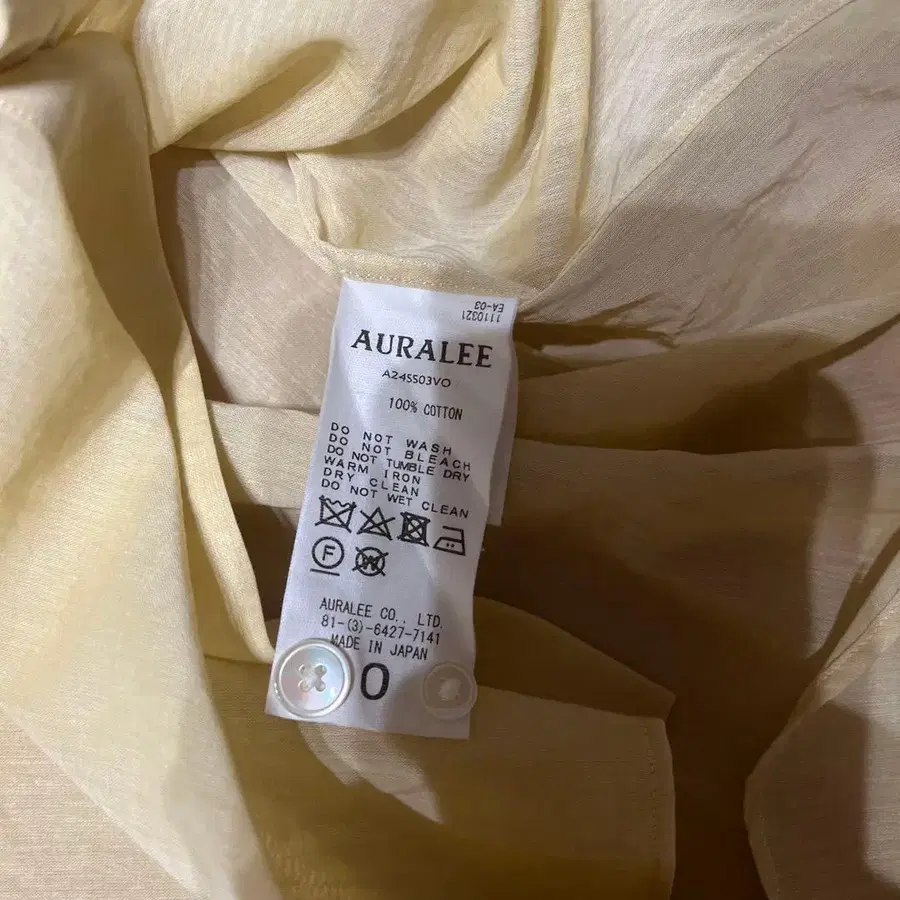 1110321
EA-03
AURALEE
A24SS03VO
100% COTTON
DO NOT WASH
DO NOT BLEACH
DO NOT TUMBLE DRY
WARM IRON
DRY CLEAN
DO NOT WET CLEAN
F
W
AURALEE CO., LTD.
81-(3)-6427-7141
MADE IN JAPAN
0